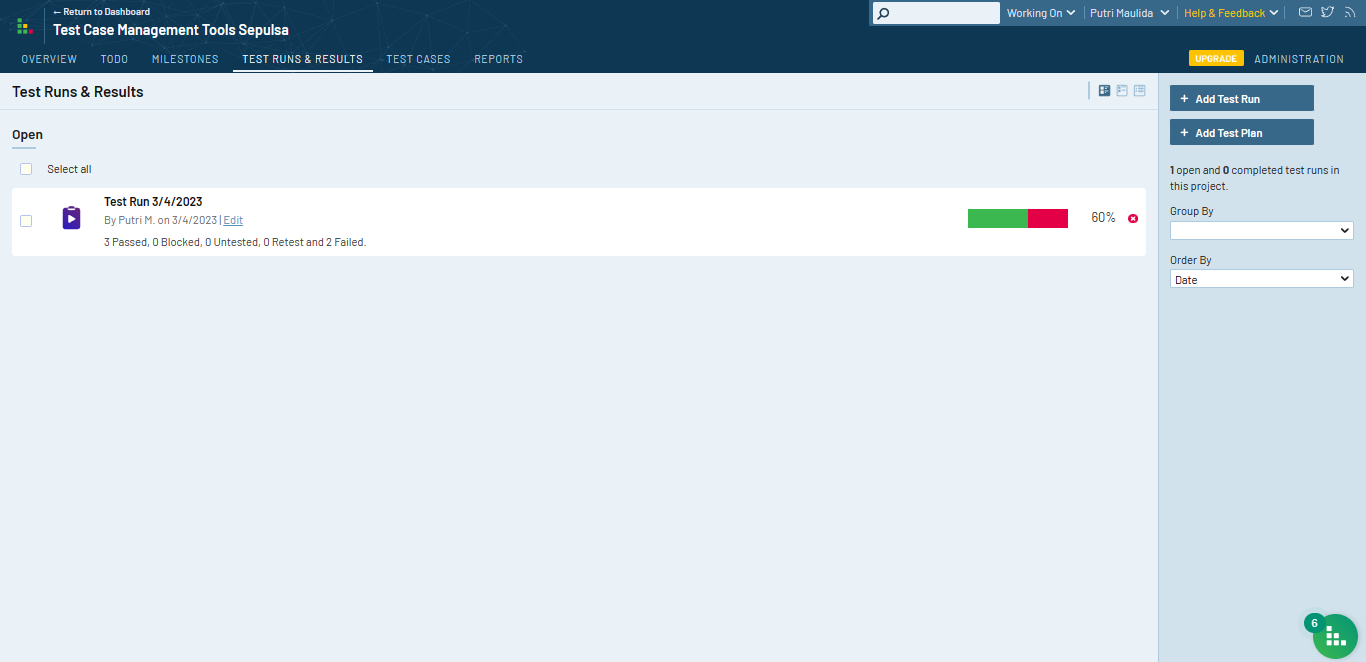 ← Return to Dashboard
Test Case Management Tools Sepulsa
Working On
Putri Maulida
Help & Feedback
OVERVIEW
TODO
MILESTONES
TEST RUNS & RESULTS
TEST CASES
REPORTS
UPGRADE
ADMINISTRATION
Test Runs & Results
Open
Select all
Test Run 3/4/2023
By Putri M. on 3/4/2023 | Edit
3 Passed, 0 Blocked, 0 Untested, 0 Retest and 2 Failed.
60%
+ Add Test Run
+ Add Test Plan
1 open and 0 completed test runs in
this project.
Group By
Order By
Date
6